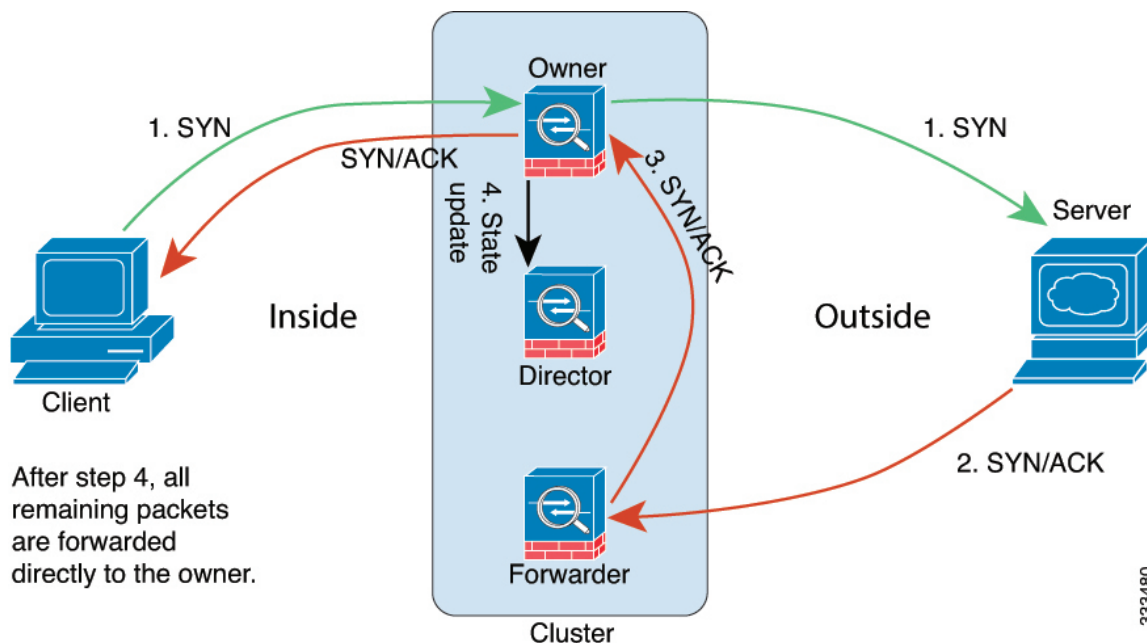 Owner
1. SYN
1. SYN
SYN/ACK
3. SYN/ACK
4. State
update
Server
Inside
Outside
Director
Client
2. SYN/ACK
After step 4, all
remaining packets
are forwarded
directly to the owner.
Forwarder
Cluster
333480